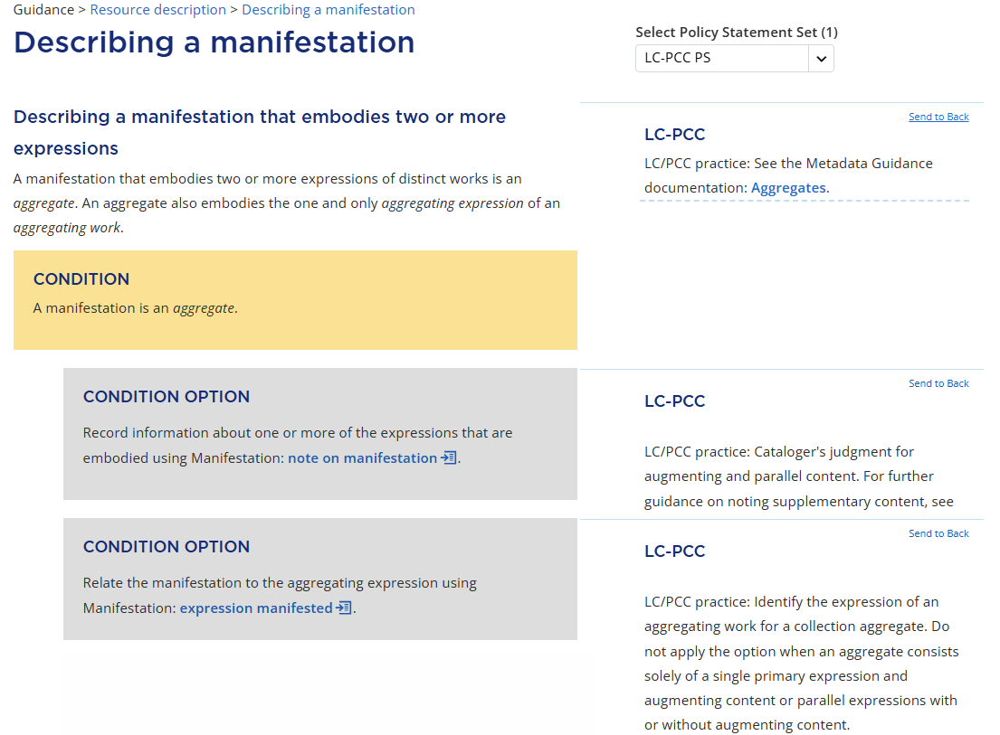 Guidance > Resource description > Describing a manifestation
Describing a manifestation
Select Policy Statement Set (1)
LC-PCC PS
Describing a manifestation that embodies two or more
expressions
A manifestation that embodies two or more expressions of distinct works is an
aggregate. An aggregate also embodies the one and only aggregating expression of an
aggregating work.
Send to Back
LC-PCC
LC/PCC practice: See the Metadata Guidance
documentation: Aggregates.
CONDITION
A manifestation is an aggregate.
CONDITION OPTION
Record information about one or more of the expressions that are
embodied using Manifestation: note on manifestation.
Send to Back
LC-PCC
LC/PCC practice: Cataloger's judgment for
augmenting and parallel content. For further
guidance on noting supplementary content, see
CONDITION OPTION
Relate the manifestation to the aggregating expression using
Manifestation: expression manifested.
Send to Back
LC-PCC
LC/PCC practice: Identify the expression of an
aggregating work for a collection aggregate. Do
not apply the option when an aggregate consists
solely of a single primary expression and
augmenting content or parallel expressions with
or without augmenting content.